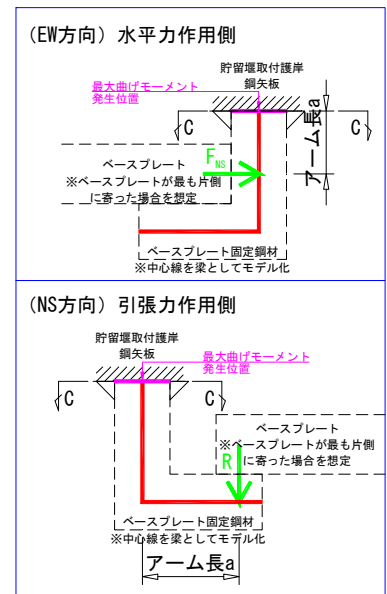 (EW方向) 水平力作用側
貯留堰取付護岸
鋼矢板
最大曲げモーメント
発生位置
C
C
アーム長a
FNS
ベースプレート
※ベースプレートが最も片側
に寄った場合を想定
ベースプレート固定鋼材
※中心線を梁としてモデル化
(NS方向) 引張力作用側
貯留堰取付護岸
鋼矢板
最大曲げモーメント
発生位置
C
C
ベースプレート
※ベースプレートが最も片側
に寄った場合を想定
R
ベースプレート固定鋼材
※中心線を梁としてモデル化
アーム長a